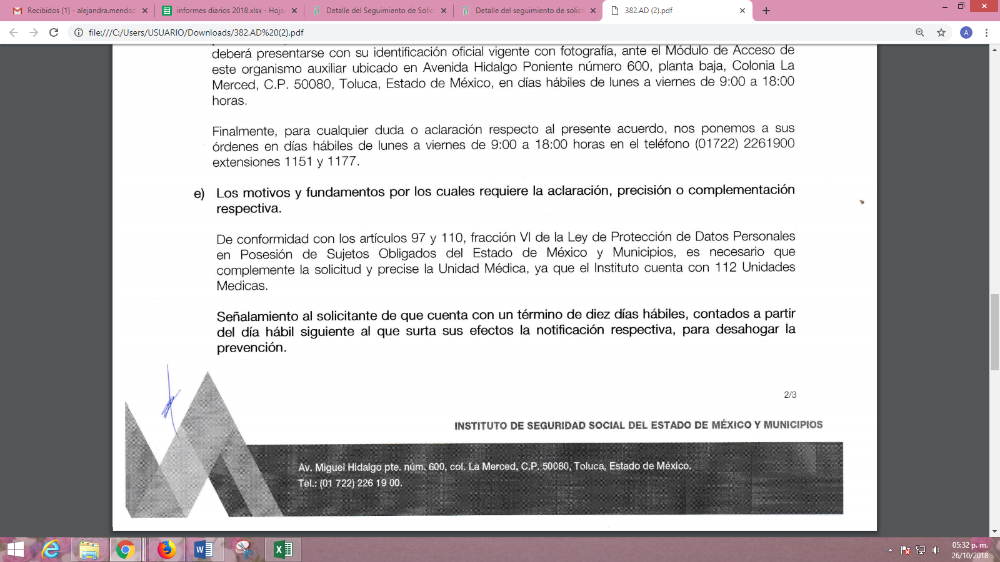 Recibidos (1) - alejandra.mendoz
informes diarios 2018.xlsx - Hoja
Detalle del Seguimiento de Solic
Detalle del seguimiento de solicit
382.AD (2).pdf
file:///C:/Users/USUARIO/Downloads/382.AD%20(2).pdf
A
deberá presentarse con su identificación oficial vigente con fotografía, ante el Módulo de Acceso de
este organismo auxiliar ubicado en Avenida Hidalgo Poniente número 600, planta baja, Colonia La
Merced, C.P. 50080, Toluca, Estado de México, en días hábiles de lunes a viernes de 9:00 a 18:00
horas.
Finalmente, para cualquier duda o aclaración respecto al presente acuerdo, nos ponemos a sus
órdenes en días hábiles de lunes a viernes de 9:00 a 18:00 horas en el teléfono (01722) 2261900
extensiones 1151 y 1177.
e) Los motivos y fundamentos por los cuales requiere la aclaración, precisión o complementación
respectiva.
De conformidad con los artículos 97 y 110, fracción VI de la Ley de Protección de Datos Personales
en Posesión de Sujetos Obligados del Estado de México y Municipios, es necesario que
complemente la solicitud y precise la Unidad Médica, ya que el Instituto cuenta con 112 Unidades
Medicas.
Señalamiento al solicitante de que cuenta con un término de diez días hábiles, contados a partir
del día hábil siguiente al que surta sus efectos la notificación respectiva, para desahogar la
prevención.
2/3
INSTITUTO DE SEGURIDAD SOCIAL DEL ESTADO DE MÉXICO Y MUNICIPIOS
Av. Miguel Hidalgo pte. núm. 600, col. La Merced, C.P. 50080, Toluca, Estado de México.
Tel.: (01 722) 226 19 00.
05:32 p. m.
26/10/2018